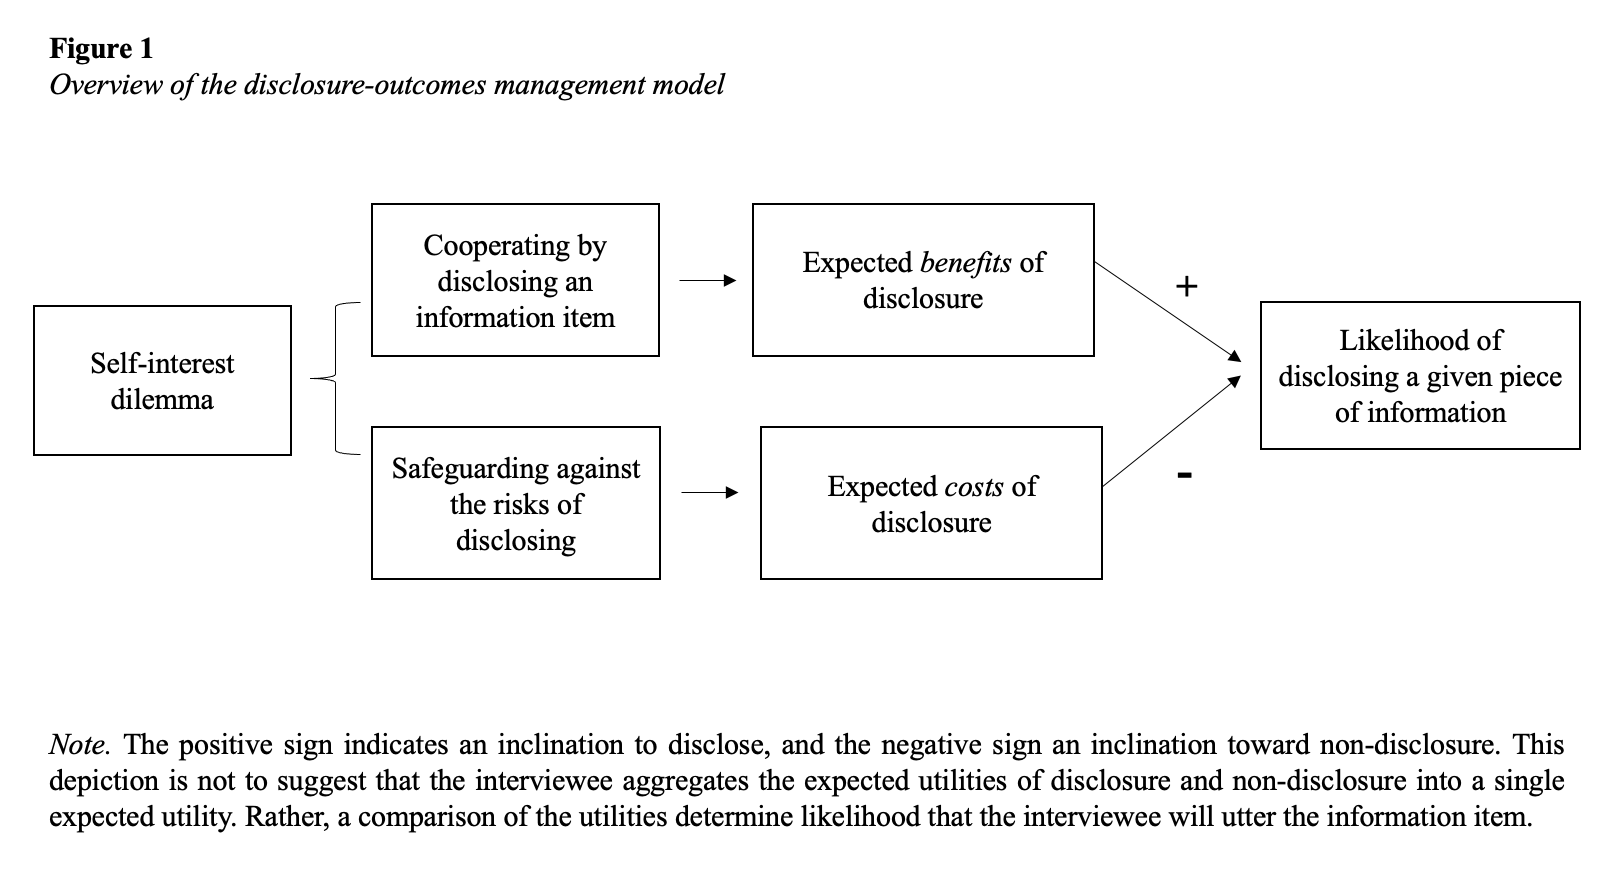 Figure 1
Overview of the disclosure-outcomes management model
Self-interest
dilemma
Cooperating by
disclosing an
information item
Safeguarding against
the risks of
disclosing
Expected benefits of
disclosure
Expected costs of
disclosure
+
-
Likelihood of
disclosing a given piece
of information
Note. The positive sign indicates an inclination to disclose, and the negative sign an inclination toward non-disclosure. This
depiction is not to suggest that the interviewee aggregates the expected utilities of disclosure and non-disclosure into a single
expected utility. Rather, a comparison of the utilities determine likelihood that the interviewee will utter the information item.